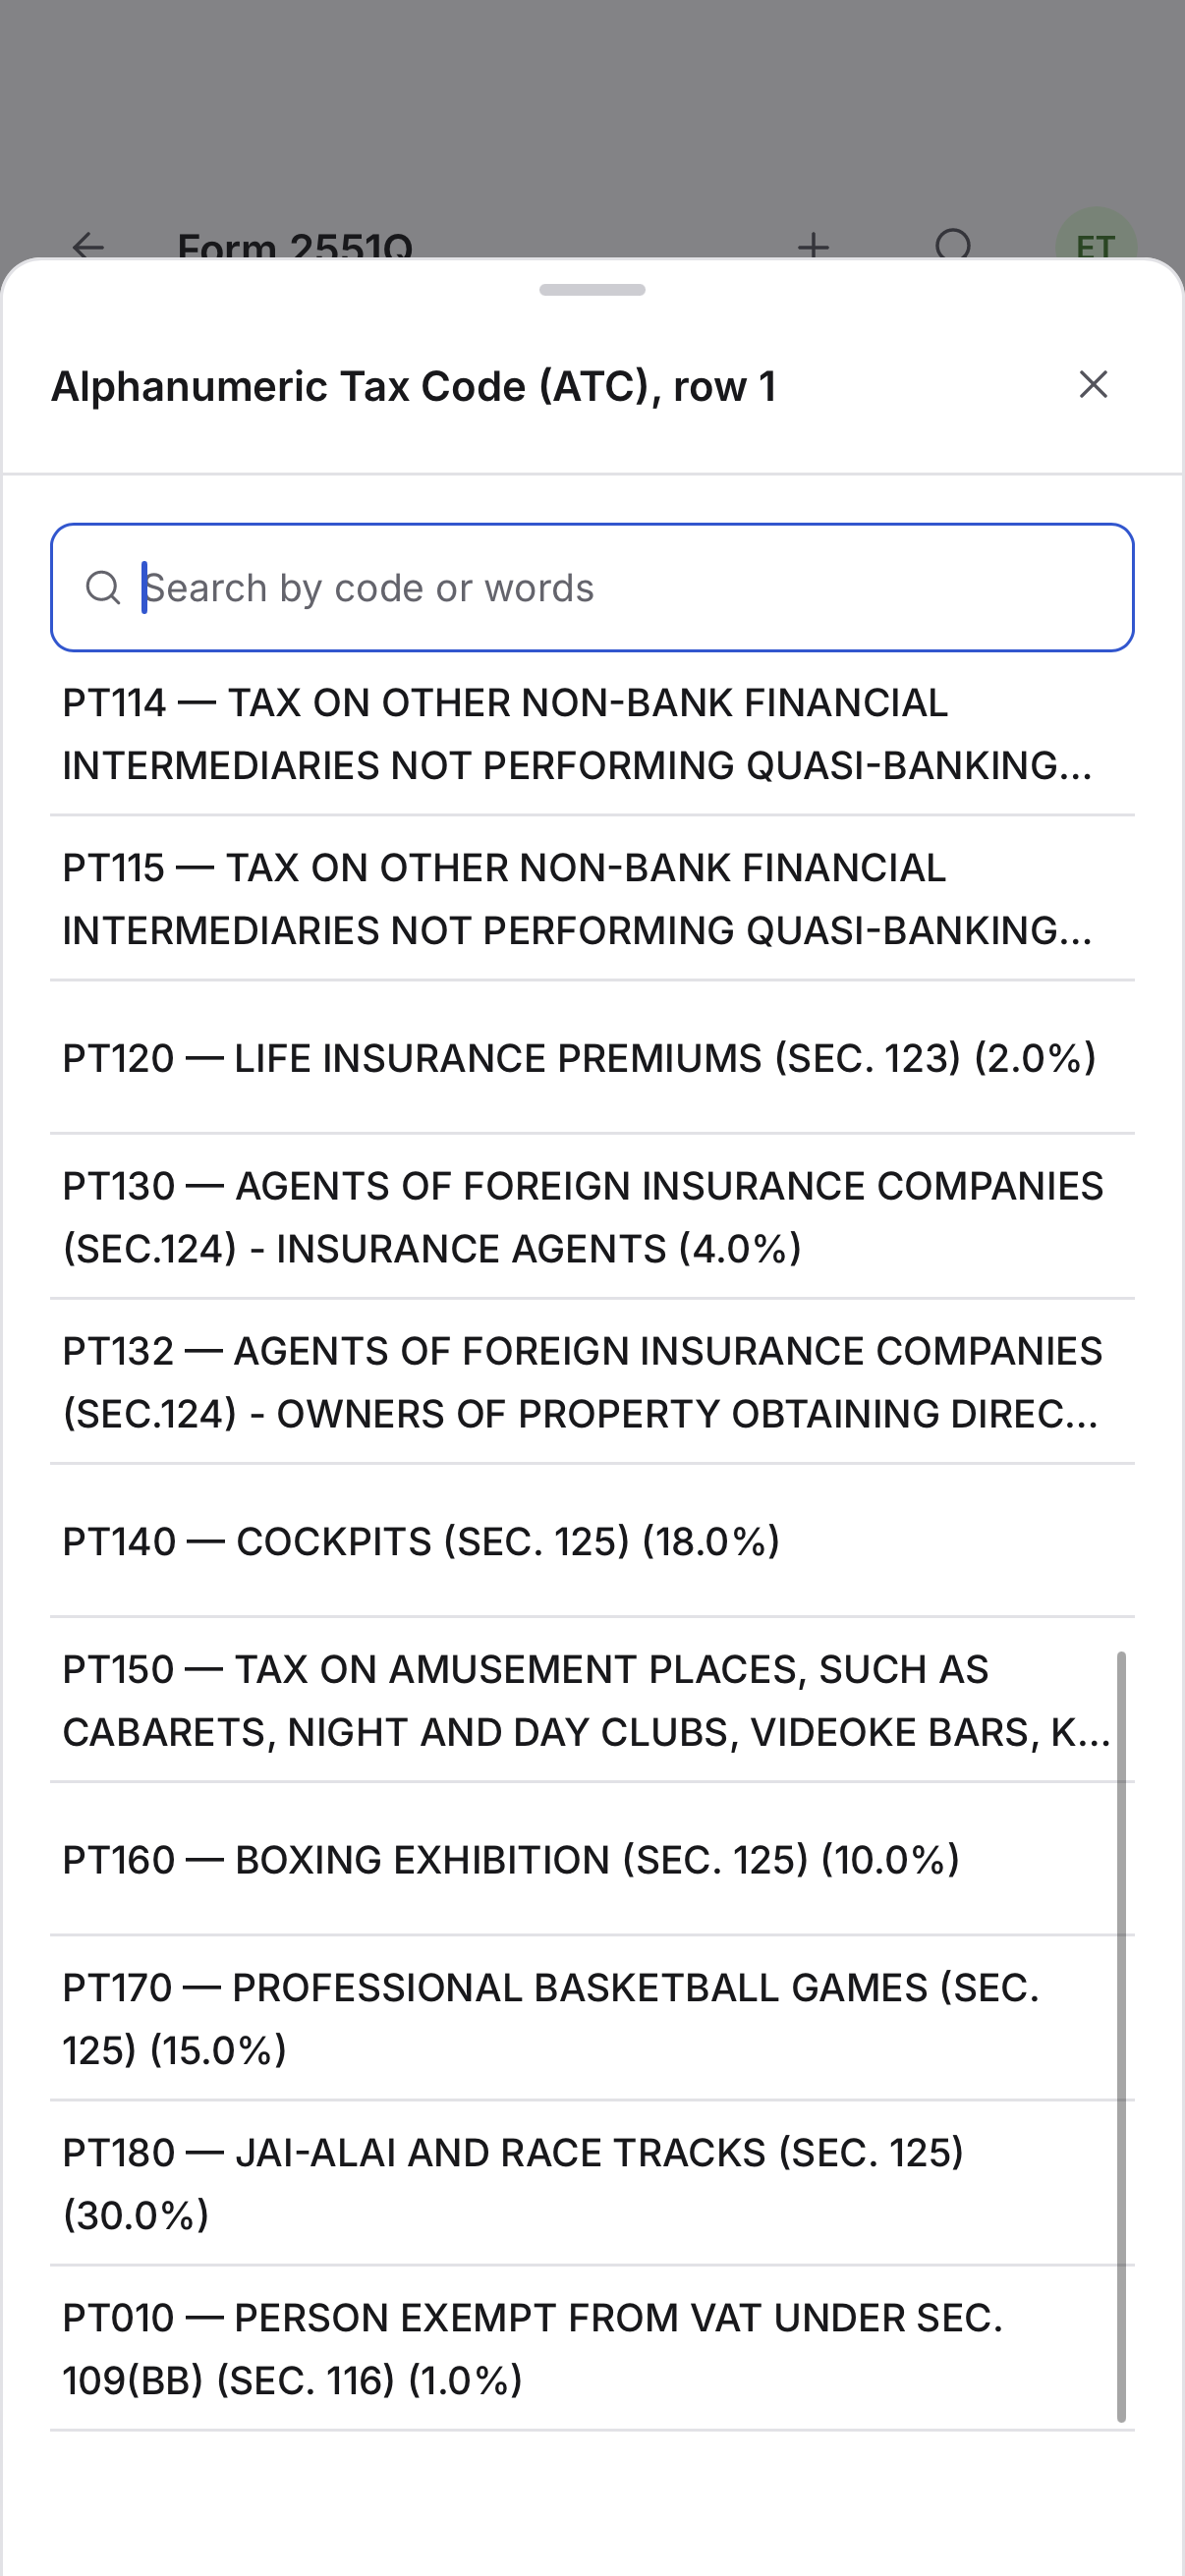 Form 2551Q
ET
Alphanumeric Tax Code (ATC), row 1
Search by code or words
PT114 — TAX ON OTHER NON-BANK FINANCIAL
INTERMEDIARIES NOT PERFORMING QUASI-BANKING...
PT115 — TAX ON OTHER NON-BANK FINANCIAL
INTERMEDIARIES NOT PERFORMING QUASI-BANKING...
PT120 — LIFE INSURANCE PREMIUMS (SEC. 123) (2.0%)
PT130 — AGENTS OF FOREIGN INSURANCE COMPANIES
(SEC.124) - INSURANCE AGENTS (4.0%)
PT132 — AGENTS OF FOREIGN INSURANCE COMPANIES
(SEC.124) - OWNERS OF PROPERTY OBTAINING DIREC...
PT140 — COCKPITS (SEC. 125) (18.0%)
PT150 — TAX ON AMUSEMENT PLACES, SUCH AS
CABARETS, NIGHT AND DAY CLUBS, VIDEOKE BARS, K...
PT160 — BOXING EXHIBITION (SEC. 125) (10.0%)
PT170 — PROFESSIONAL BASKETBALL GAMES (SEC.
125) (15.0%)
PT180 — JAI-ALAI AND RACE TRACKS (SEC. 125)
(30.0%)
PT010 — PERSON EXEMPT FROM VAT UNDER SEC.
109(BB) (SEC. 116) (1.0%)